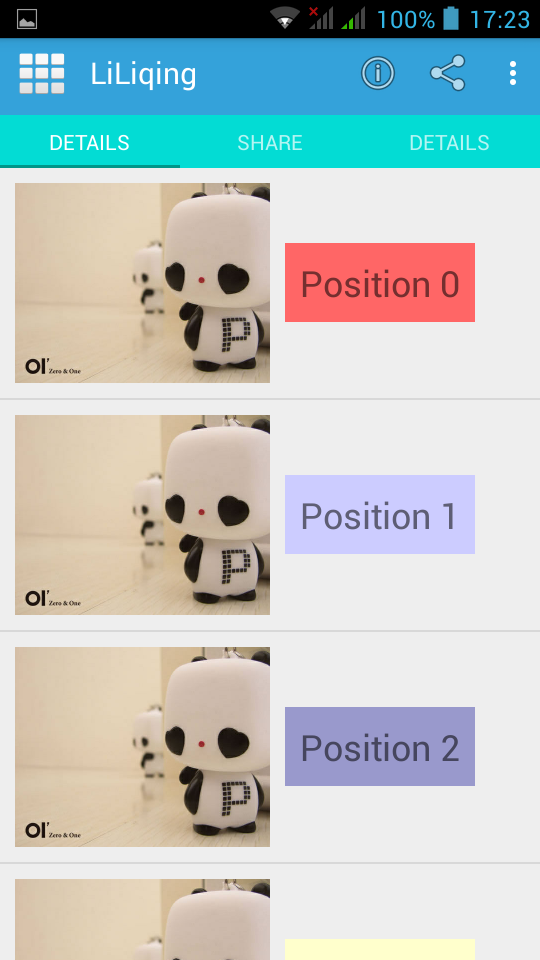 100% 17:23
LiLiqing
DETAILS SHARE DETAILS
P
Position 0
OI' Zero & One
P
Position 1
OI' Zero & One
P
Position 2
OI' Zero & One